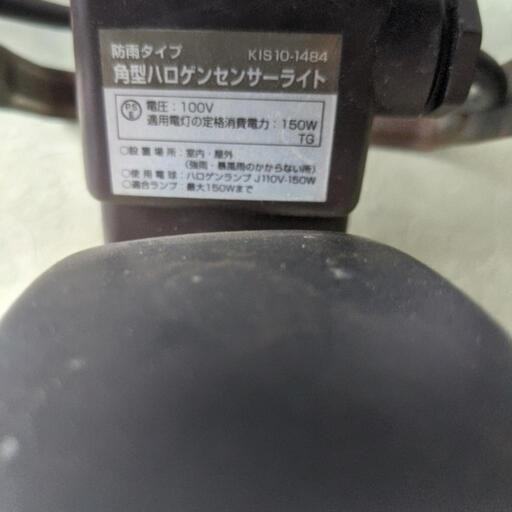 防雨タイプ KIS10-1484
角型ハロゲンセンサーライト
PS E 電圧:100V
適用電灯の定格消費電力:150W
TG
○設置場所:室内・屋外
(強雨・暴風雨のかからない所)
○使用電球:ハロゲンランプ J110V-150W
○適合ランプ:最大150Wまで